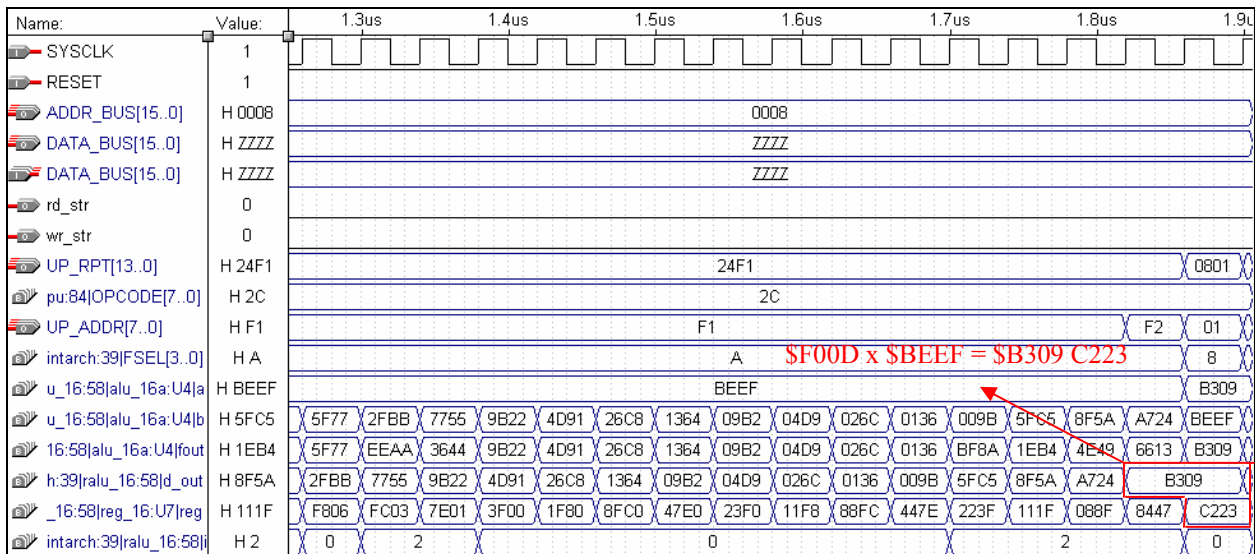 Name: Value: 1.3us 1.4us 1.5us 1.6us 1.7us 1.8us 1.9u
SYSCLK 1
RESET 1
ADDR_BUS[15..0] H 0008 0008
DATA_BUS[15..0] H ZZZZ ZZZZ
DATA_BUS[15..0] H ZZZZ ZZZZ
rd_str 0
wr_str 0
UP_RPT[13..0] H 24F1 24F1 0801
pu:84|OPCODE[7..0] H 2C 2C
UP_ADDR[7..0] H F1 F1 F2 01
intarch:39|FSEL[3..0] H A A $F00D x $BEEF = $B309 C223 8
u_16:58|alu_16a:U4|a H BEEF BEEF B309
u_16:58|alu_16a:U4|b H 5FC5 5F77 2FBB 7755 9B22 4D91 26C8 1364 09B2 04D9 026C 0136 009B 5FC5 8F5A A724 BEEF
16:58|alu_16a:U4|fout H 1EB4 5F77 EEAA 3644 9B22 4D91 26C8 1364 09B2 04D9 026C 0136 BF8A 1EB4 4E49 6613 B309
h:39|ralu_16:58|d_out H 8F5A 2FBB 7755 9B22 4D91 26C8 1364 09B2 04D9 026C 0136 009B 5FC5 8F5A A724 B309
_16:58|reg_16:U7|reg H 111F F806 FC03 7E01 3F00 1F80 8FC0 47E0 23F0 11F8 88FC 447E 223F 111F 088F 8447 C223
intarch:39|ralu_16:58|i H 2 0 2 0 2 0